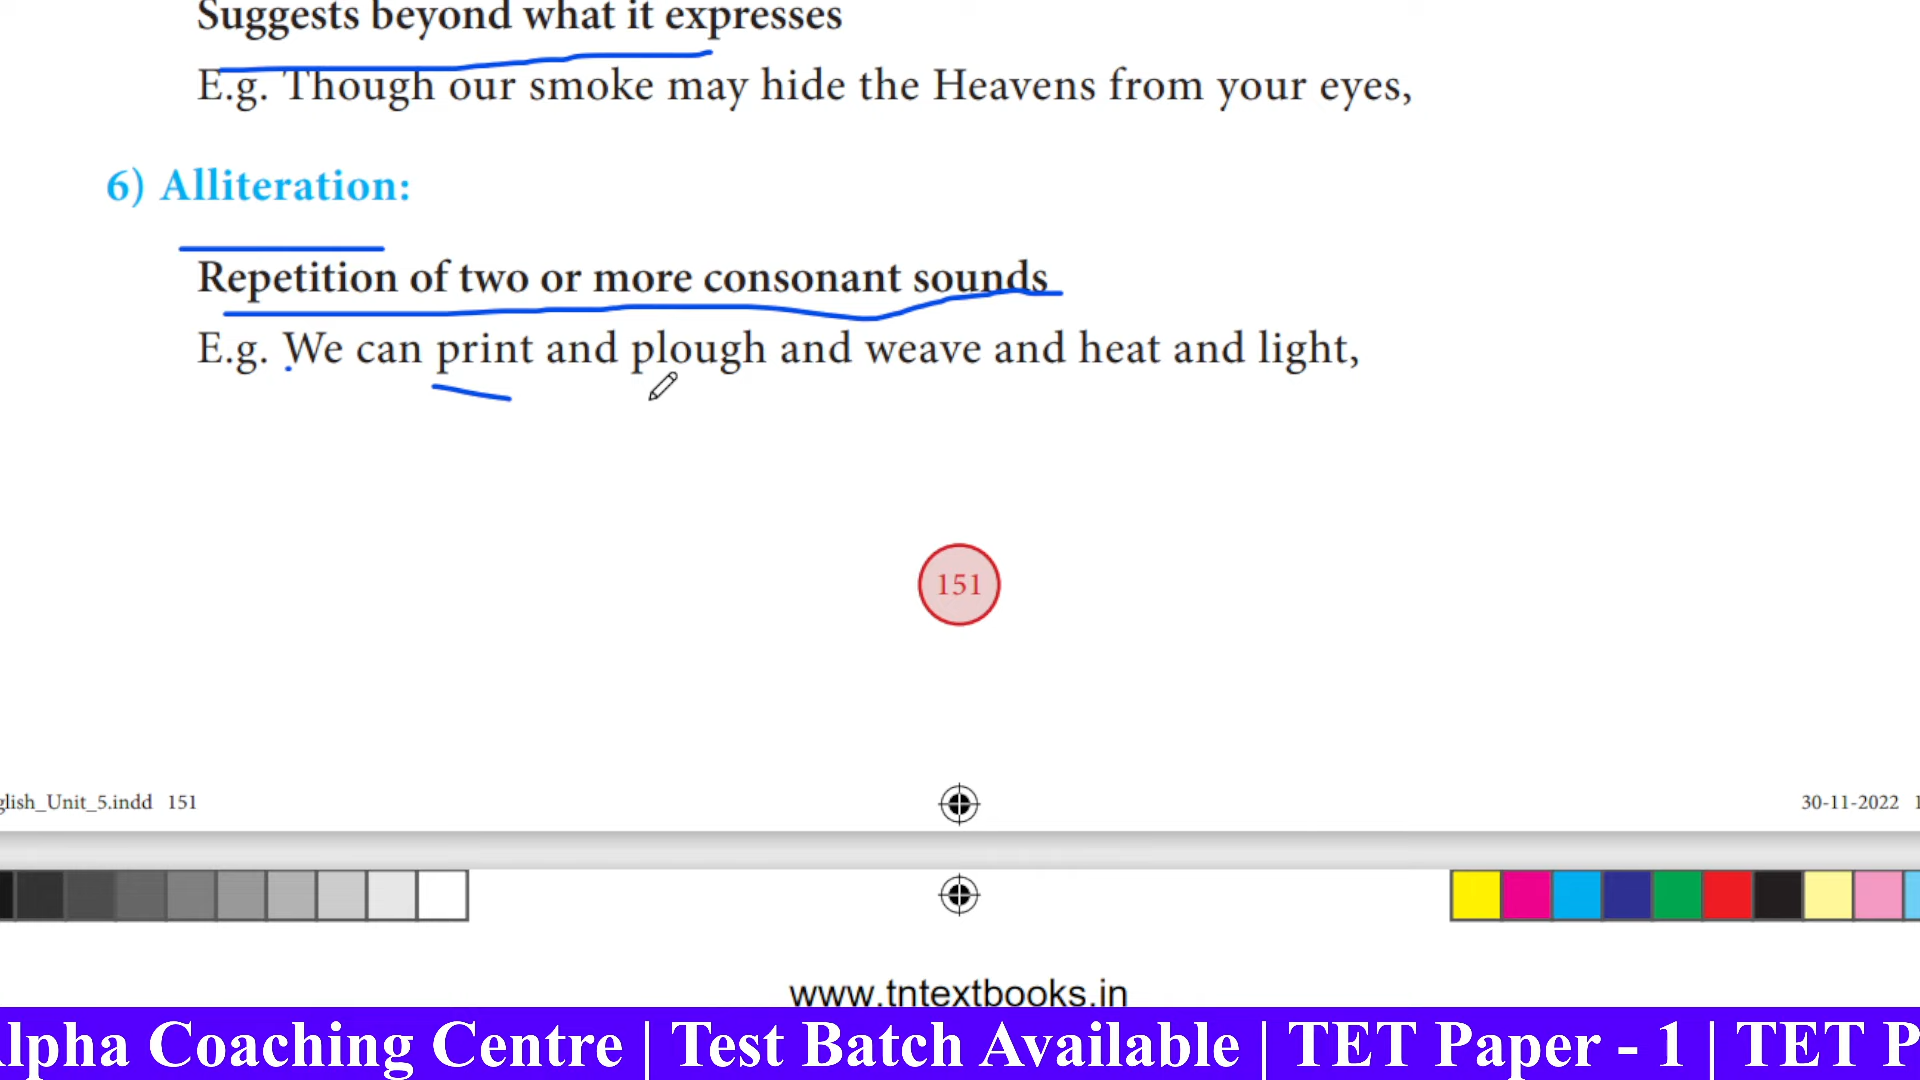 Suggests beyond what it expresses
E.g. Though our smoke may hide the Heavens from your eyes,
6) Alliteration:
Repetition of two or more consonant sounds
E.g. We can print and plough and weave and heat and light,
151
glish_Unit_5.indd 151
30-11-2022
www.tntextbooks.in
lpha Coaching Centre | Test Batch Available | TET Paper - 1 | TET P